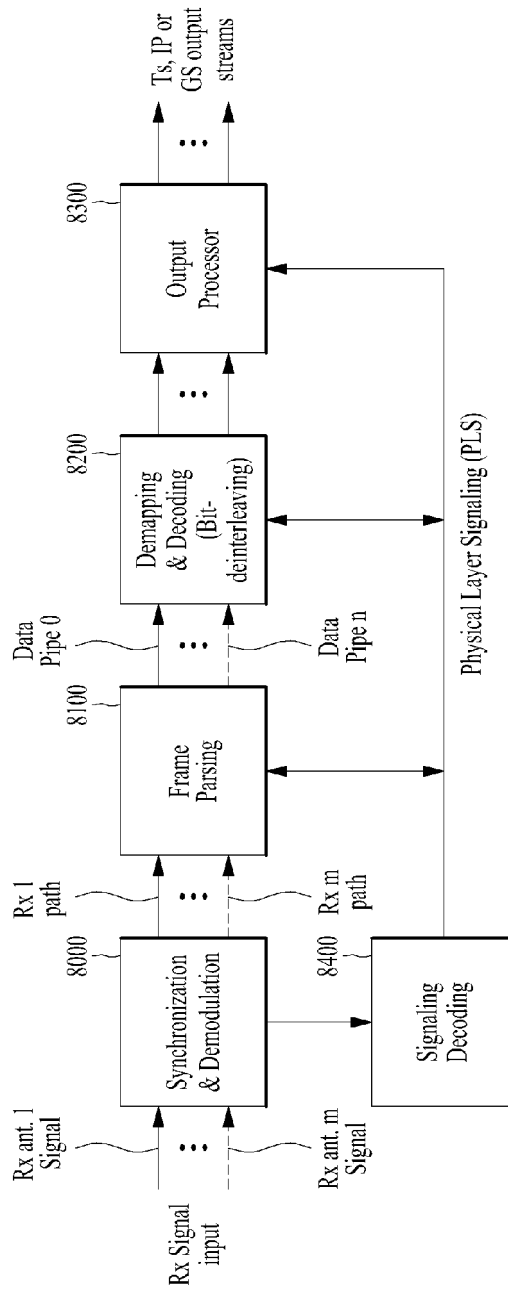 Rx Signal
input
Rx ant. 1
Signal
Rx ant. m
Signal
8000
Synchronization
& Demodulation
Rx 1
path
Rx m
path
8100
Frame
Parsing
Data
Pipe 0
Data
Pipe n
8200
Demapping
& Decoding
(Bit-
deinterleaving)
8300
Output
Processor
Ts, IP or
GS output
streams
8400
Signaling
Decoding
Physical Layer Signaling (PLS)